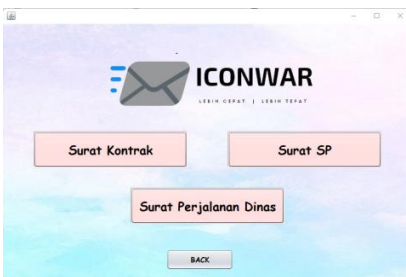 ICONWAR
LEBIH CEPAT | LEBIH TEPAT
Surat Kontrak
Surat SP
Surat Perjalanan Dinas
BACK